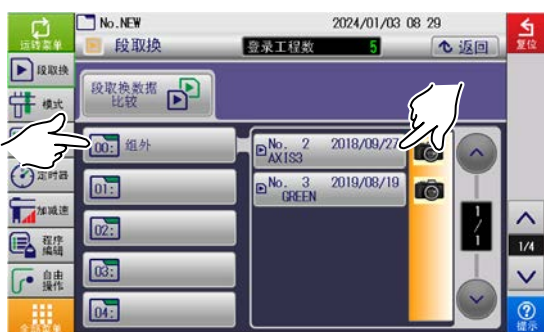 No.NEW
2024/01/03 08 29
运转菜单
段取换
登录工程数
5
返回
复位
段取换
段取换数据
比较
模式
00:
组外
No. 2 2018/09/27
AXIS3
定时器
01:
No. 3 2019/08/19
GREEN
加减速
02:
1
/
1
程序
编辑
1/4
03:
自由
操作
04:
全部菜单
提示